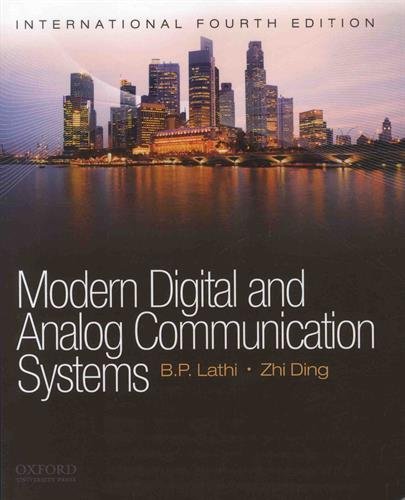 INTERNATIONAL FOURTH EDITION
Modern Digital and
Analog Communication
Systems B.P. Lathi • Zhi Ding
OXFORD
UNIVERSITY PRESS